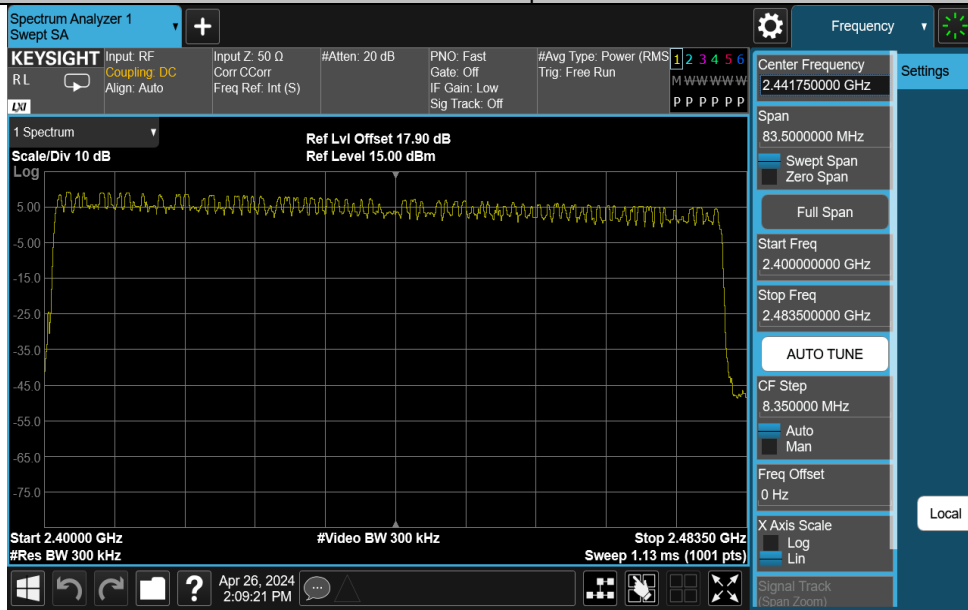 Spectrum Analyzer 1
Swept SA
+
Frequency
KEYSIGHT
R L
LXI
Input: RF
Coupling: DC
Align: Auto
Input Z: 50 Ω
Corr CCorr
Freq Ref: Int (S)
#Atten: 20 dB
PNO: Fast
Gate: Off
IF Gain: Low
Sig Track: Off
#Avg Type: Power (RMS
Trig: Free Run
1 2 3 4 5 6
M W W W W W
P P P P P P
1 Spectrum
Scale/Div 10 dB
Log
Ref Lvl Offset 17.90 dB
Ref Level 15.00 dBm
5.00
-5.00
-15.0
-25.0
-35.0
-45.0
-55.0
-65.0
-75.0
Start 2.40000 GHz
#Res BW 300 kHz
#Video BW 300 kHz
Stop 2.48350 GHz
Sweep 1.13 ms (1001 pts)
Center Frequency
2.441750000 GHz
Span
83.5000000 MHz
Swept Span
Zero Span
Full Span
Start Freq
2.400000000 GHz
Stop Freq
2.483500000 GHz
AUTO TUNE
CF Step
8.350000 MHz
Auto
Man
Freq Offset
0 Hz
X Axis Scale
Log
Lin
Signal Track
(Span Zoom)
Settings
Local
?
Apr 26, 2024
2:09:21 PM